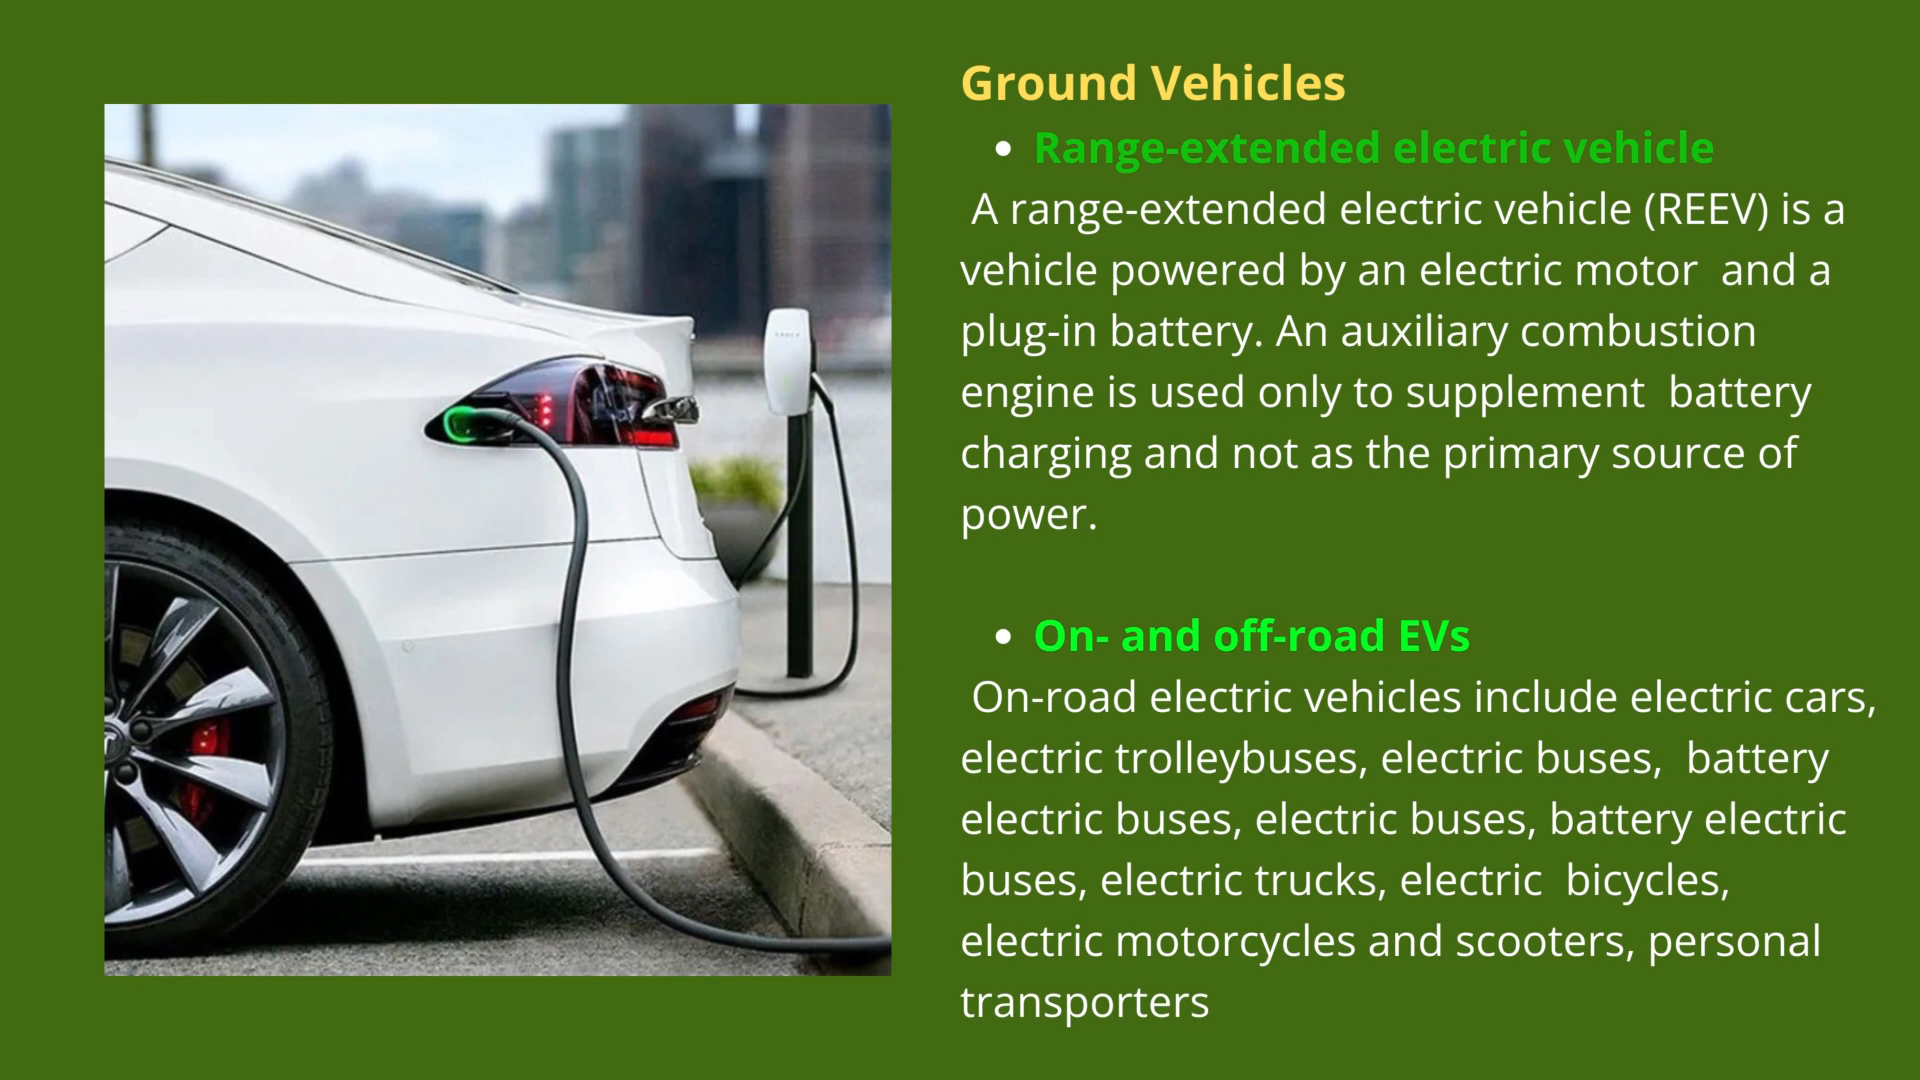 Ground Vehicles
• Range-extended electric vehicle
A range-extended electric vehicle (REEV) is a
vehicle powered by an electric motor  and a
plug-in battery. An auxiliary combustion
engine is used only to supplement  battery
charging and not as the primary source of
power.
• On- and off-road EVs
On-road electric vehicles include electric cars,
electric trolleybuses, electric buses,  battery
electric buses, electric buses, battery electric
buses, electric trucks, electric  bicycles,
electric motorcycles and scooters, personal
transporters
TESLA